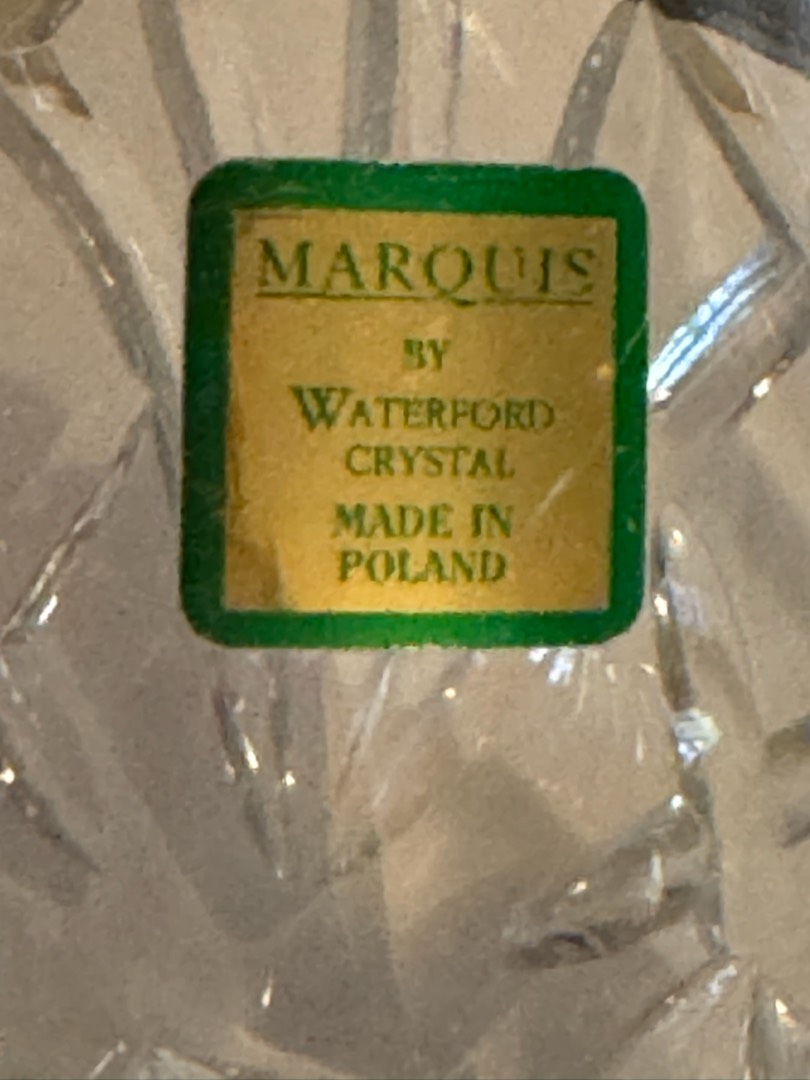 MARQUIS
BY
WATERFORD
CRYSTAL
MADE IN
POLAND